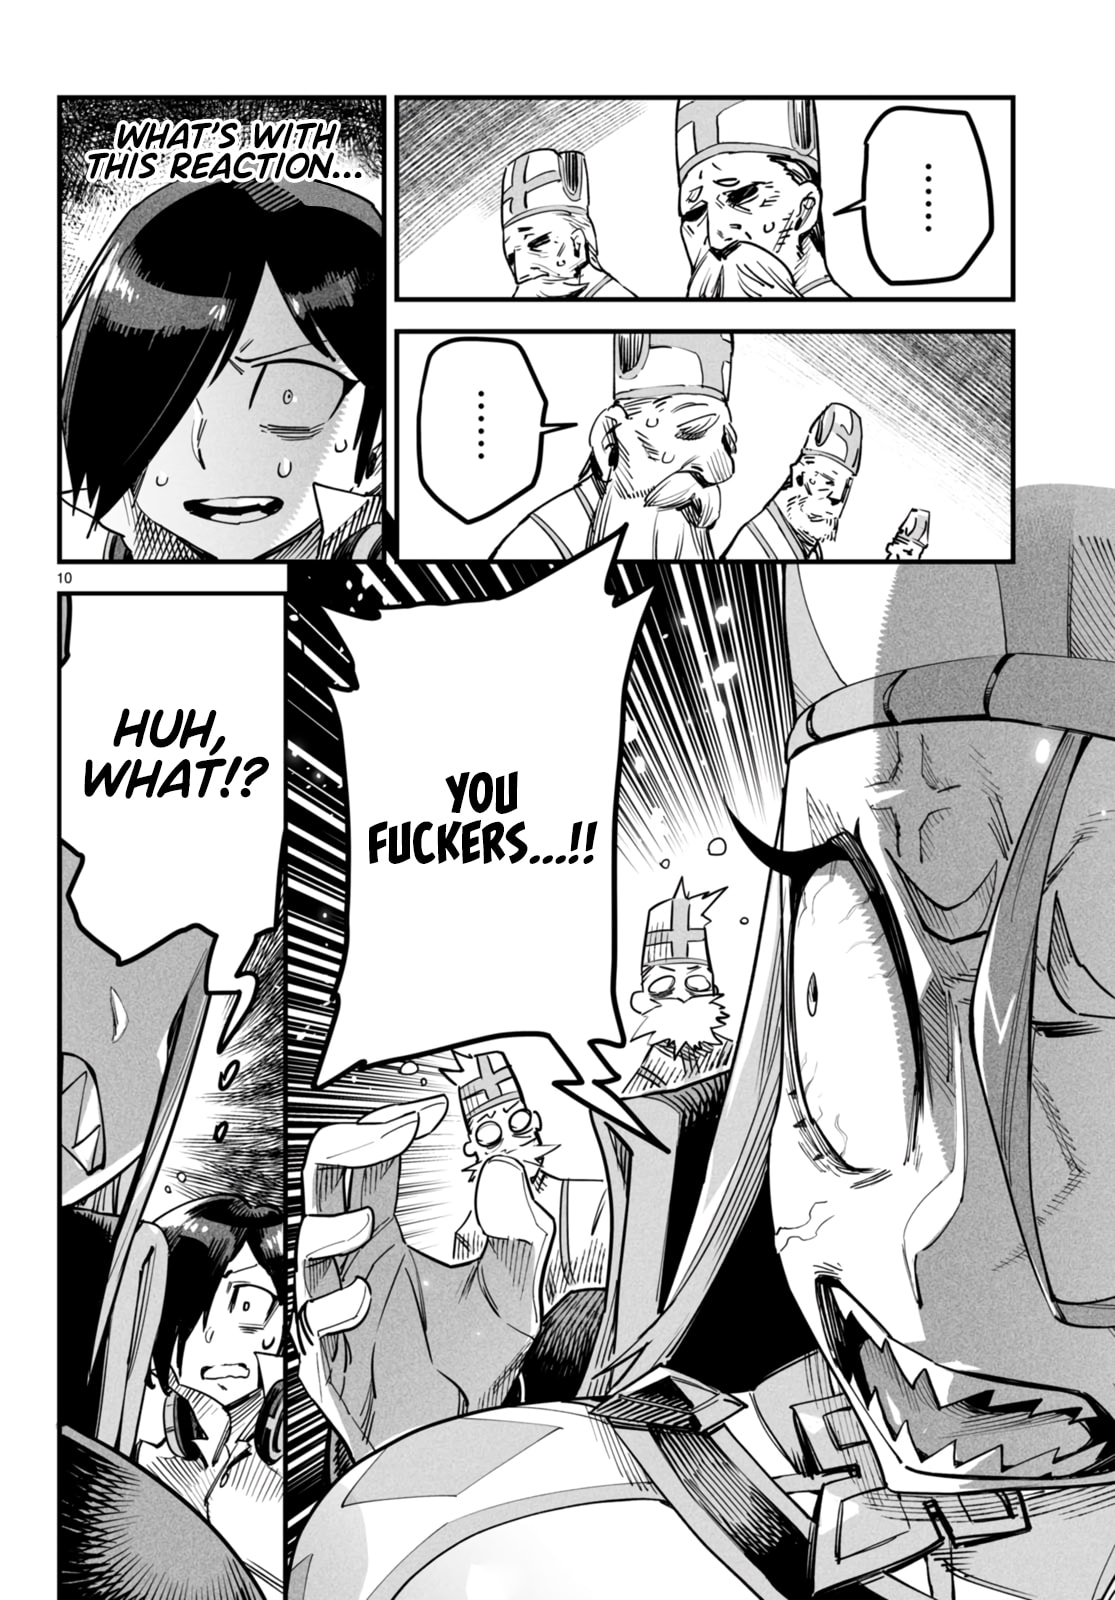 ……
……
WHAT'S WITH
THIS REACTION...
10
YOU
FUCKERS...!!
HUH,
WHAT!?